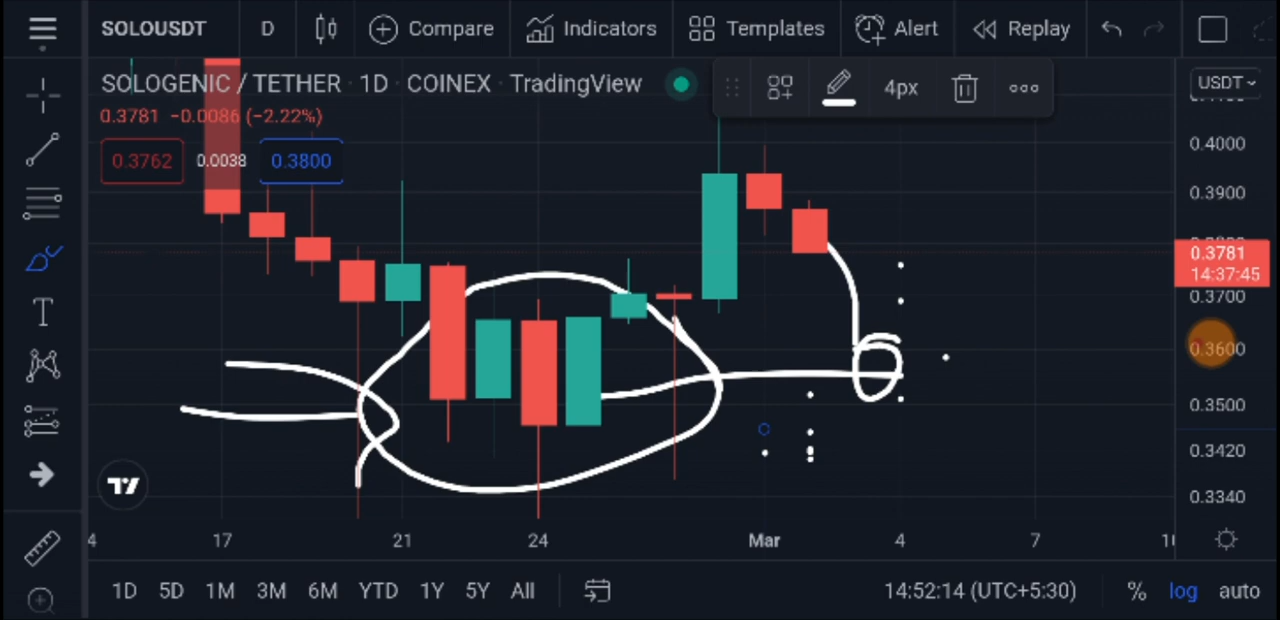 SOLOUSDT D Compare Indicators Templates Alert Replay
SOLOGENIC / TETHER · 1D · COINEX · TradingView
4px
USDT
0.3781 −0.0086 (−2.22%)
0.3762 0.0038 0.3800
0.4000
0.3900
0.3781
14:37:45
0.3700
0.3600
0.3500
0.3420
0.3340
4 17 21 24 Mar 4 7
1D 5D 1M 3M 6M YTD 1Y 5Y All 14:52:14 (UTC+5:30) % log auto